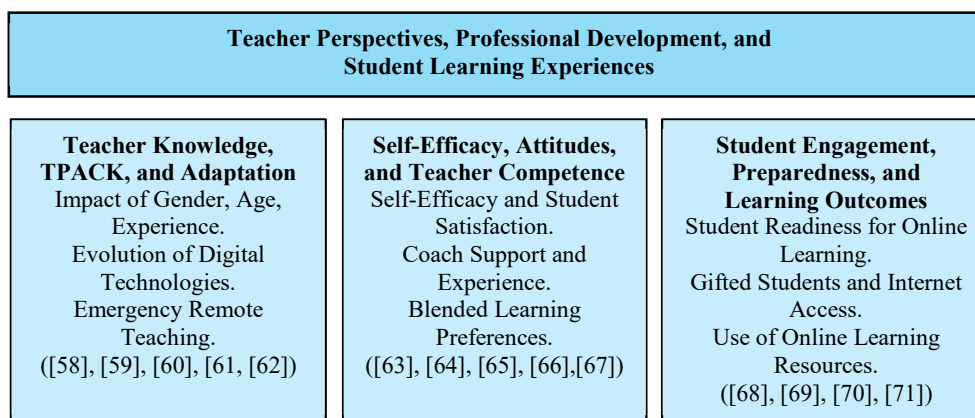 Teacher Perspectives, Professional Development, and
Student Learning Experiences
Teacher Knowledge,
TPACK, and Adaptation
Impact of Gender, Age,
Experience.
Evolution of Digital
Technologies.
Emergency Remote
Teaching.
([58], [59], [60], [61, [62])
Self-Efficacy, Attitudes,
and Teacher Competence
Self-Efficacy and Student
Satisfaction.
Coach Support and
Experience.
Blended Learning
Preferences.
([63], [64], [65], [66],[67])
Student Engagement,
Preparedness, and
Learning Outcomes
Student Readiness for Online
Learning.
Gifted Students and Internet
Access.
Use of Online Learning
Resources.
([68], [69], [70], [71])